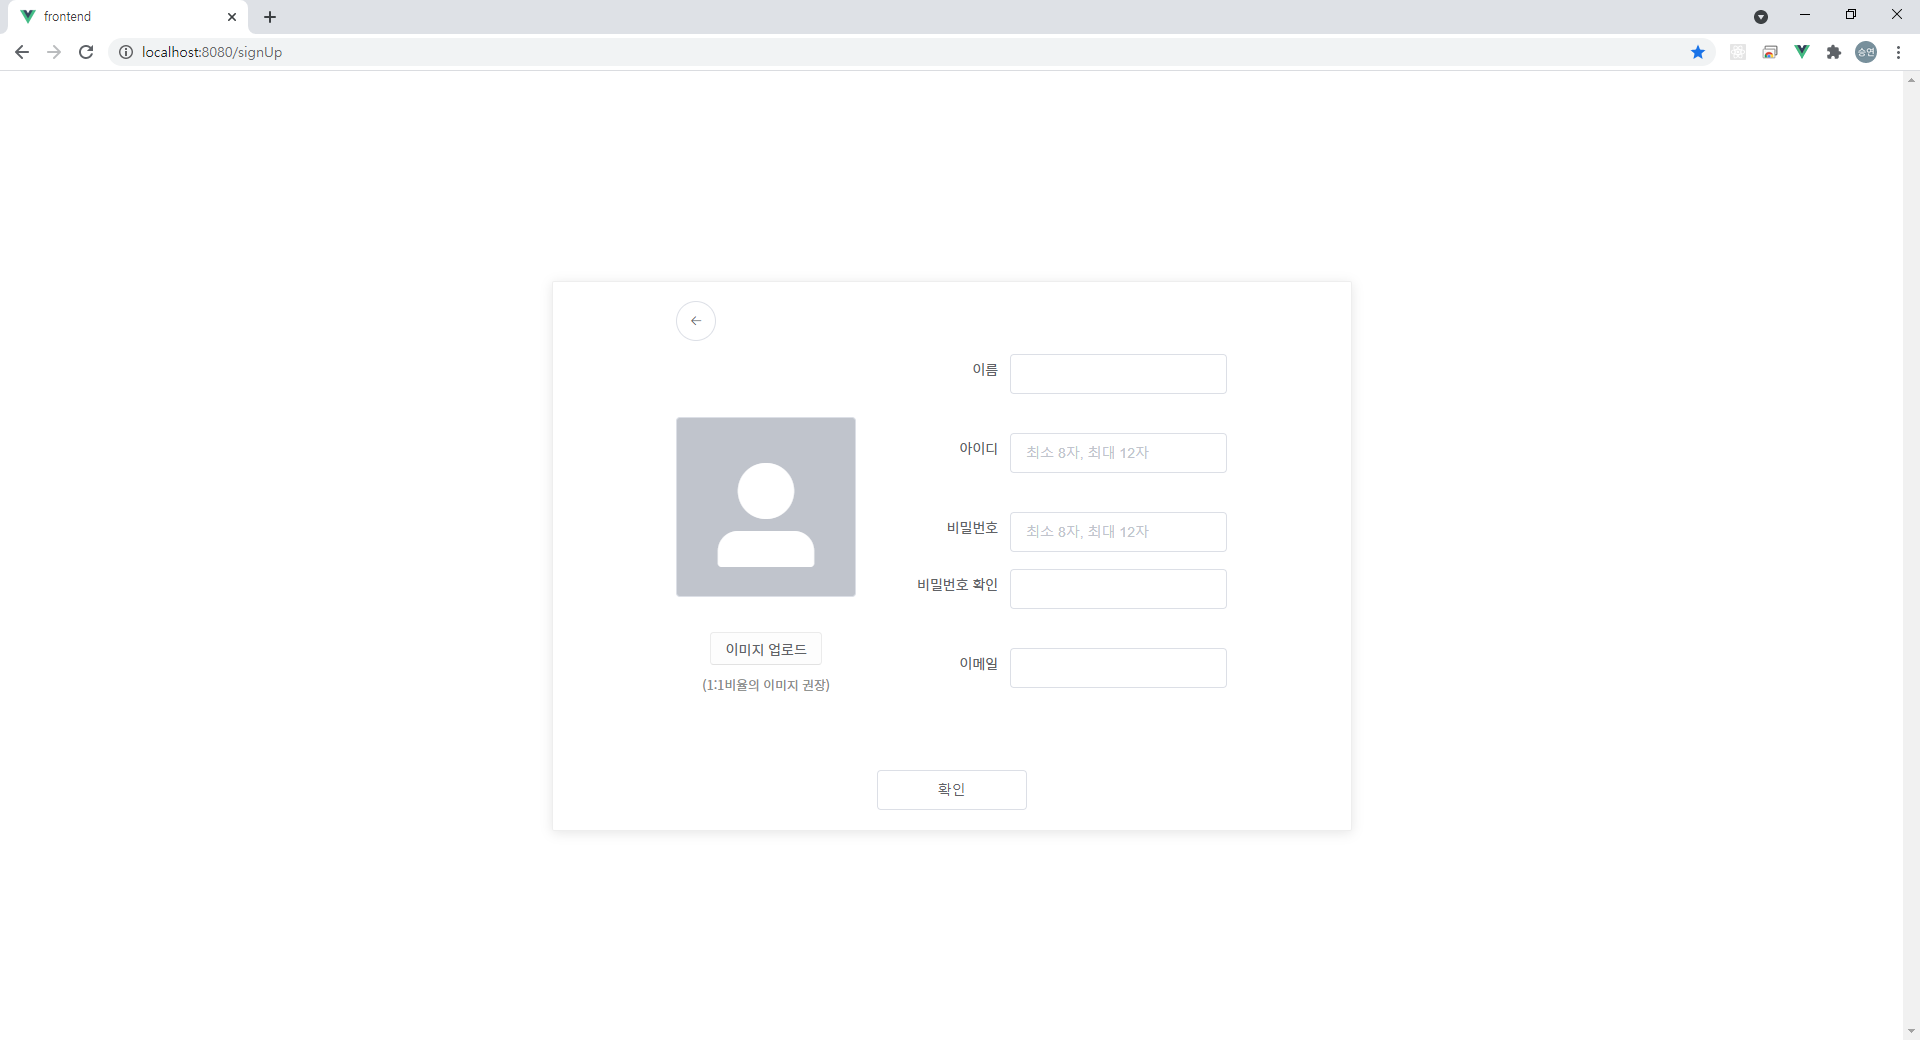 frontend
localhost:8080/signUp
승연
이름
아이디
최소 8자, 최대 12자
비밀번호
최소 8자, 최대 12자
비밀번호 확인
이미지 업로드
이메일
(1:1비율의 이미지 권장)
확인